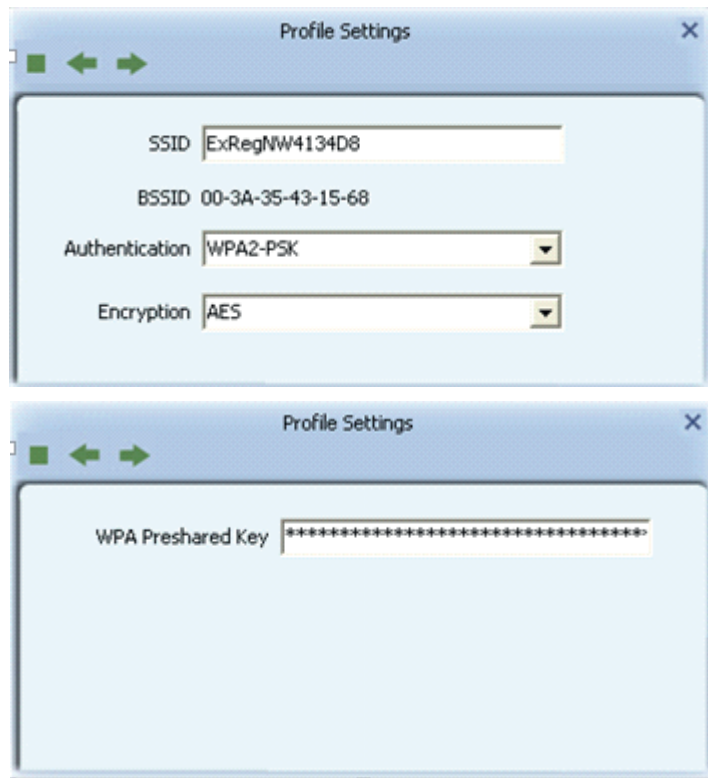 Profile Settings
SSID ExRegNW4134D8
BSSID 00-3A-35-43-15-68
Authentication WPA2-PSK
Encryption AES
Profile Settings
WPA Preshared Key **********************************